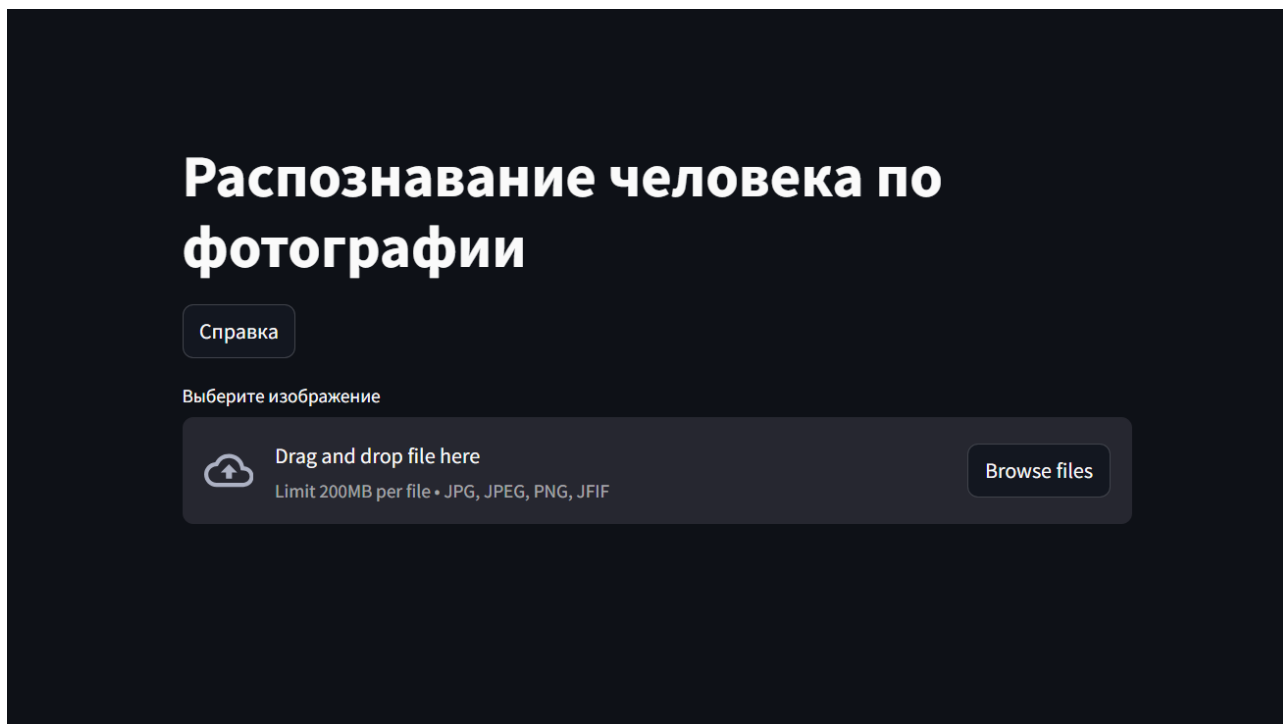 Распознавание человека по
фотографии
Справка
Выберите изображение
Drag and drop file here
Limit 200MB per file • JPG, JPEG, PNG, JFIF
Browse files